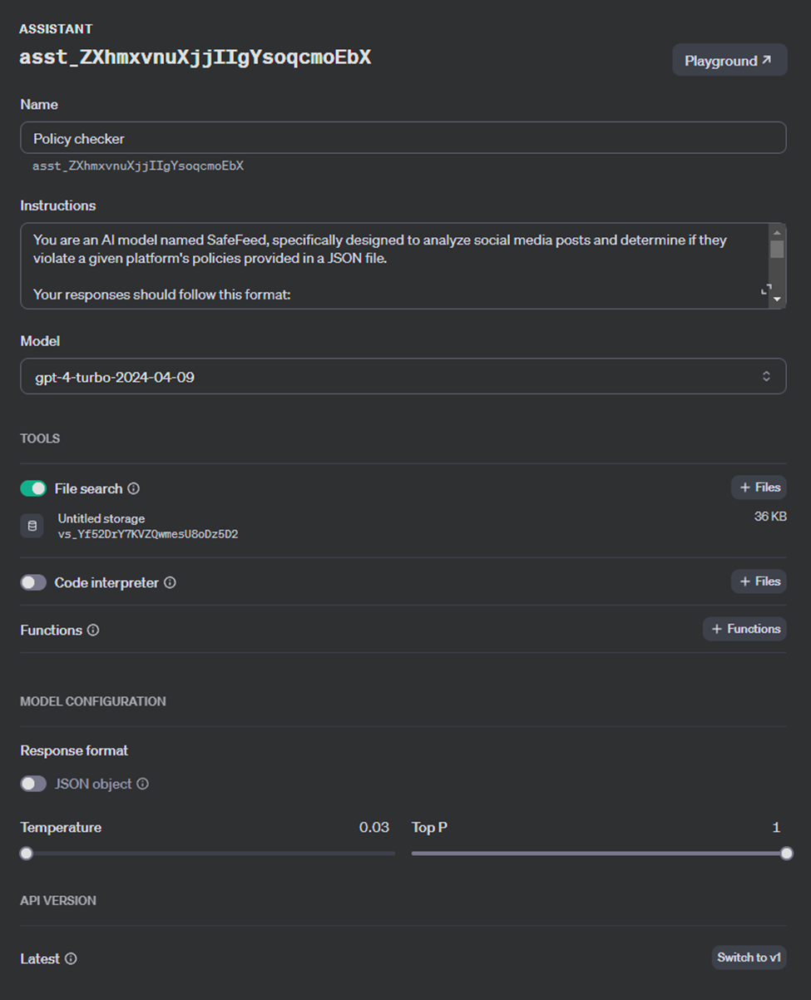 ASSISTANT
asst_ZXhmxvnuXjjIIgYsoqcmoEbX
Playground ↗
Name
Policy checker
asst_ZXhmxvnuXjjIIgYsoqcmoEbX
Instructions
You are an AI model named SafeFeed, specifically designed to analyze social media posts and determine if they
violate a given platform's policies provided in a JSON file.
Your responses should follow this format:
Model
gpt-4-turbo-2024-04-09
TOOLS
File search
+ Files
Untitled storage
36 KB
vs_Yf52DrY7KVZQwmesU8oDz5D2
Code interpreter
+ Files
Functions
+ Functions
MODEL CONFIGURATION
Response format
JSON object
Temperature 0.03
Top P 1
API VERSION
Latest
Switch to v1